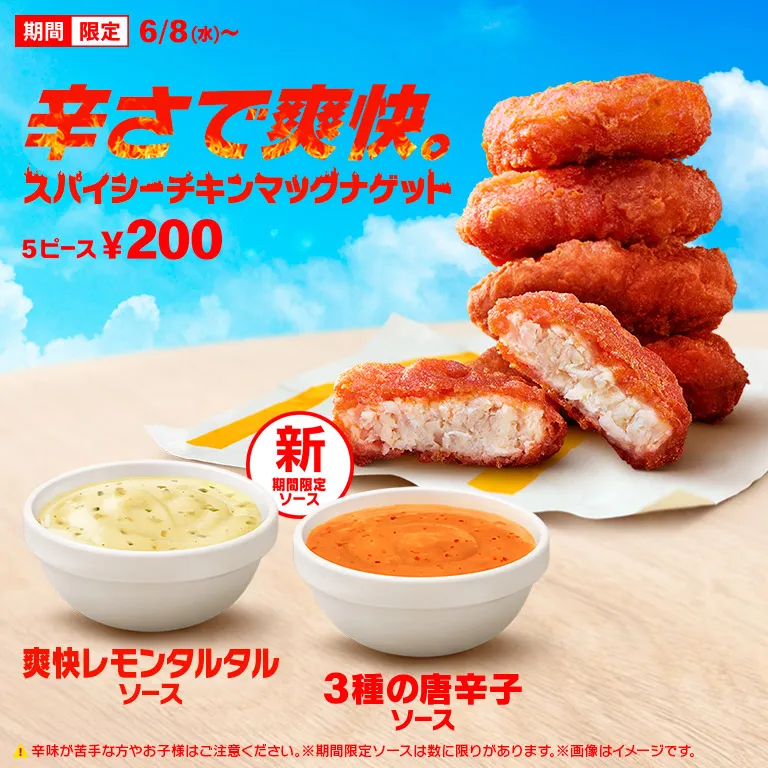 期間 限定 6/8(水)～
辛さで爽快。
スパイシーチキンマックナゲット
5ピース ¥200
新
期間限定
ソース
爽快レモンタルタル
ソース
3種の唐辛子
ソース
⚠辛味が苦手な方やお子様はご注意ください。※期間限定ソースは数に限りがあります。※画像はイメージです。